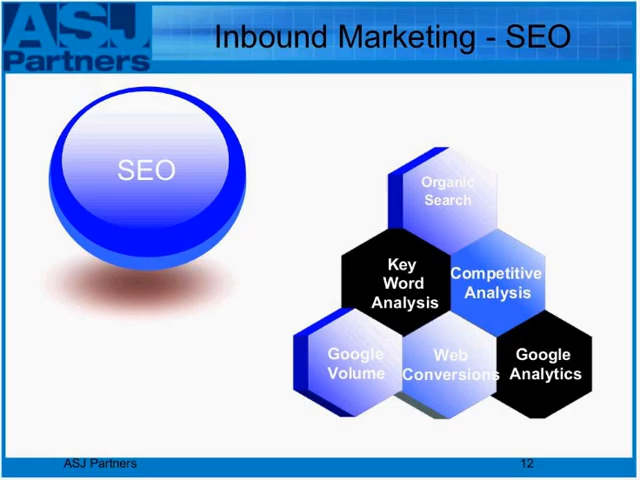 ASJ
Partners
Inbound Marketing - SEO
SEO
Organic
Search
Key
Word
Analysis
Competitive
Analysis
Google
Volume
Web
Conversions
Google
Analytics
ASJ Partners
12